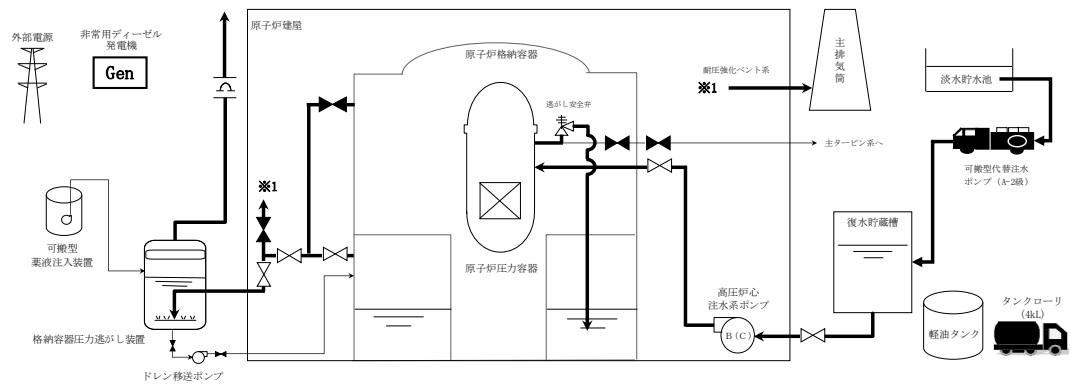 外部電源
非常用ディーゼル
発電機
Gen
原子炉建屋
原子炉格納容器
逃がし安全弁
主タービン系へ
耐圧強化ベント系
※1
主
排
気
筒
淡水貯水池
可搬型代替注水
ポンプ（A-2級）
※1
可搬型
薬液注入装置
原子炉圧力容器
復水貯蔵槽
高圧炉心
注水系ポンプ
B(C)
軽油タンク
タンクローリ
(4kL)
格納容器圧力逃がし装置
ドレン移送ポンプ